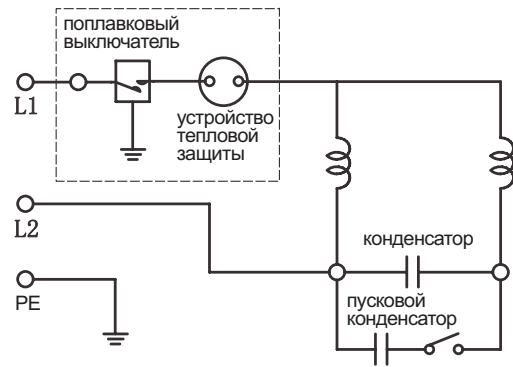 поплавковый
выключатель
L1
устройство
тепловой
защиты
L2
конденсатор
PE
пусковой
конденсатор